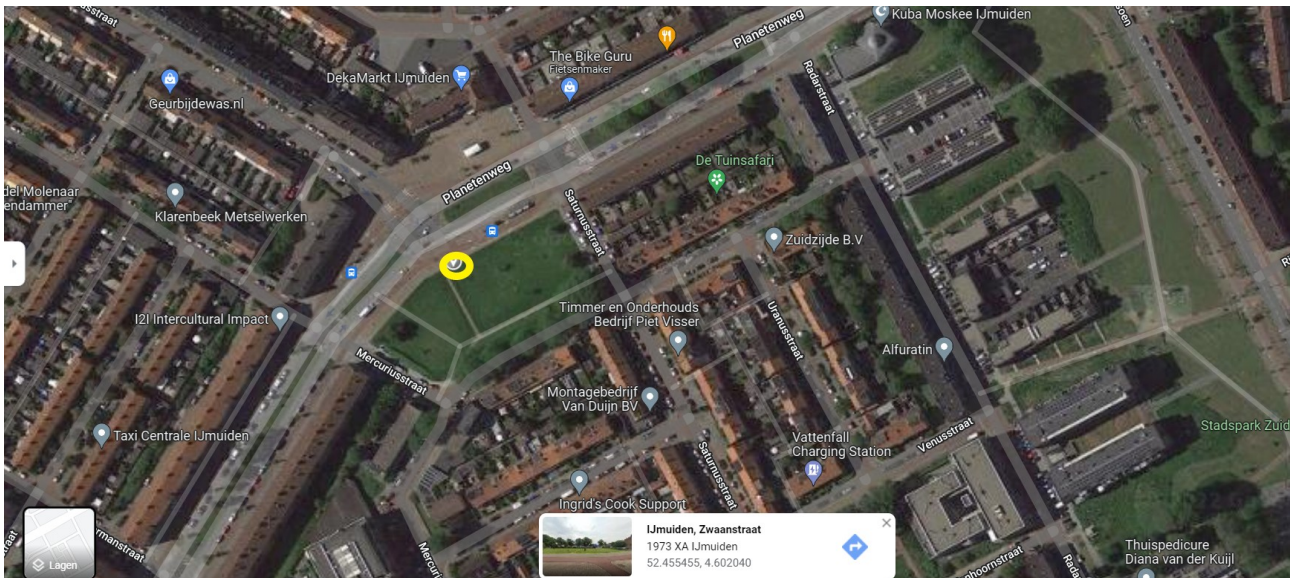 Kuba Moskee IJmuiden
Planetenweg
The Bike Guru
Fietsenmaker
DekaMarkt IJmuiden
Radarstraat
Geurbijdewas.nl
De Tuinsafari
Planetenweg
Klarenbeek Metselwerken
Saturnusstraat
Zuidzijde B.V
I2I Intercultural Impact
Timmer en Onderhouds
Bedrijf Piet Visser
Uranusstraat
Alfuratin
Mercuriusstraat
Montagebedrijf
Van Duijn BV
Taxi Centrale IJmuiden
Stadspark Zuid
Vattenfall
Charging Station
Venusstraat
Saturnusstraat
Ingrid's Cook Support
Lagen
IJmuiden, Zwaanstraat
1973 XA IJmuiden
52.455455, 4.602040
Thuispedicure
Diana van der Kuijl